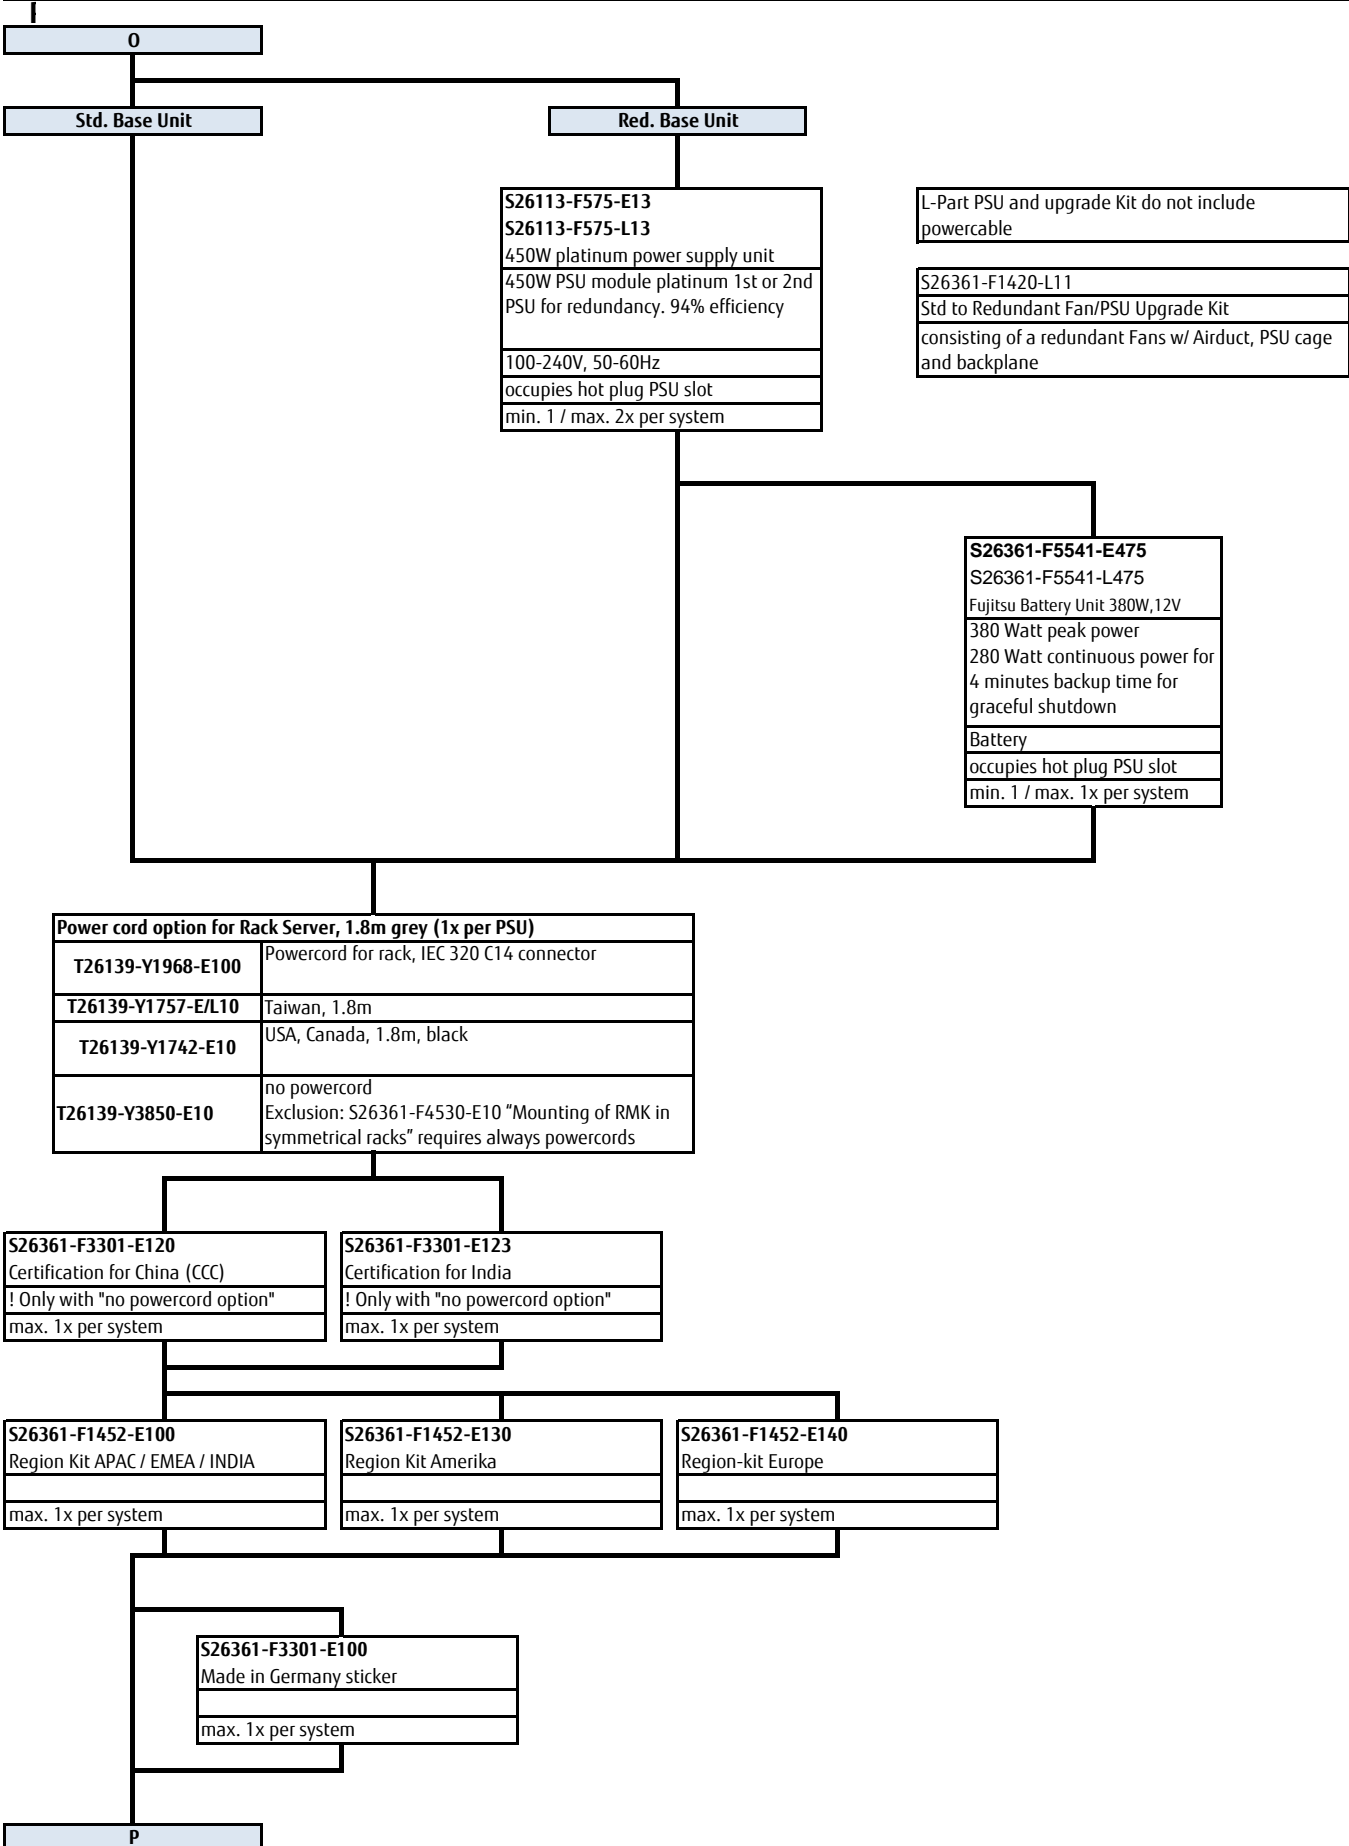 O
Std. Base Unit
Red. Base Unit
S26113-F575-E13
S26113-F575-L13
450W platinum power supply unit
450W PSU module platinum 1st or 2nd
PSU for redundancy. 94% efficiency
100-240V, 50-60Hz
occupies hot plug PSU slot
min. 1 / max. 2x per system
L-Part PSU and upgrade Kit do not include
powercable
S26361-F1420-L11
Std to Redundant Fan/PSU Upgrade Kit
consisting of a redundant Fans w/ Airduct, PSU cage
and backplane
S26361-F5541-E475
S26361-F5541-L475
Fujitsu Battery Unit 380W,12V
380 Watt peak power
280 Watt continuous power for
4 minutes backup time for
graceful shutdown
Battery
occupies hot plug PSU slot
min. 1 / max. 1x per system
Power cord option for Rack Server, 1.8m grey (1x per PSU)
T26139-Y1968-E100
Powercord for rack, IEC 320 C14 connector
T26139-Y1757-E/L10
Taiwan, 1.8m
T26139-Y1742-E10
USA, Canada, 1.8m, black
T26139-Y3850-E10
no powercord
Exclusion: S26361-F4530-E10 “Mounting of RMK in
symmetrical racks” requires always powercords
S26361-F3301-E120
Certification for China (CCC)
! Only with "no powercord option"
max. 1x per system
S26361-F3301-E123
Certification for India
! Only with "no powercord option"
max. 1x per system
S26361-F1452-E100
Region Kit APAC / EMEA / INDIA
max. 1x per system
S26361-F1452-E130
Region Kit Amerika
max. 1x per system
S26361-F1452-E140
Region-kit Europe
max. 1x per system
S26361-F3301-E100
Made in Germany sticker
max. 1x per system
P